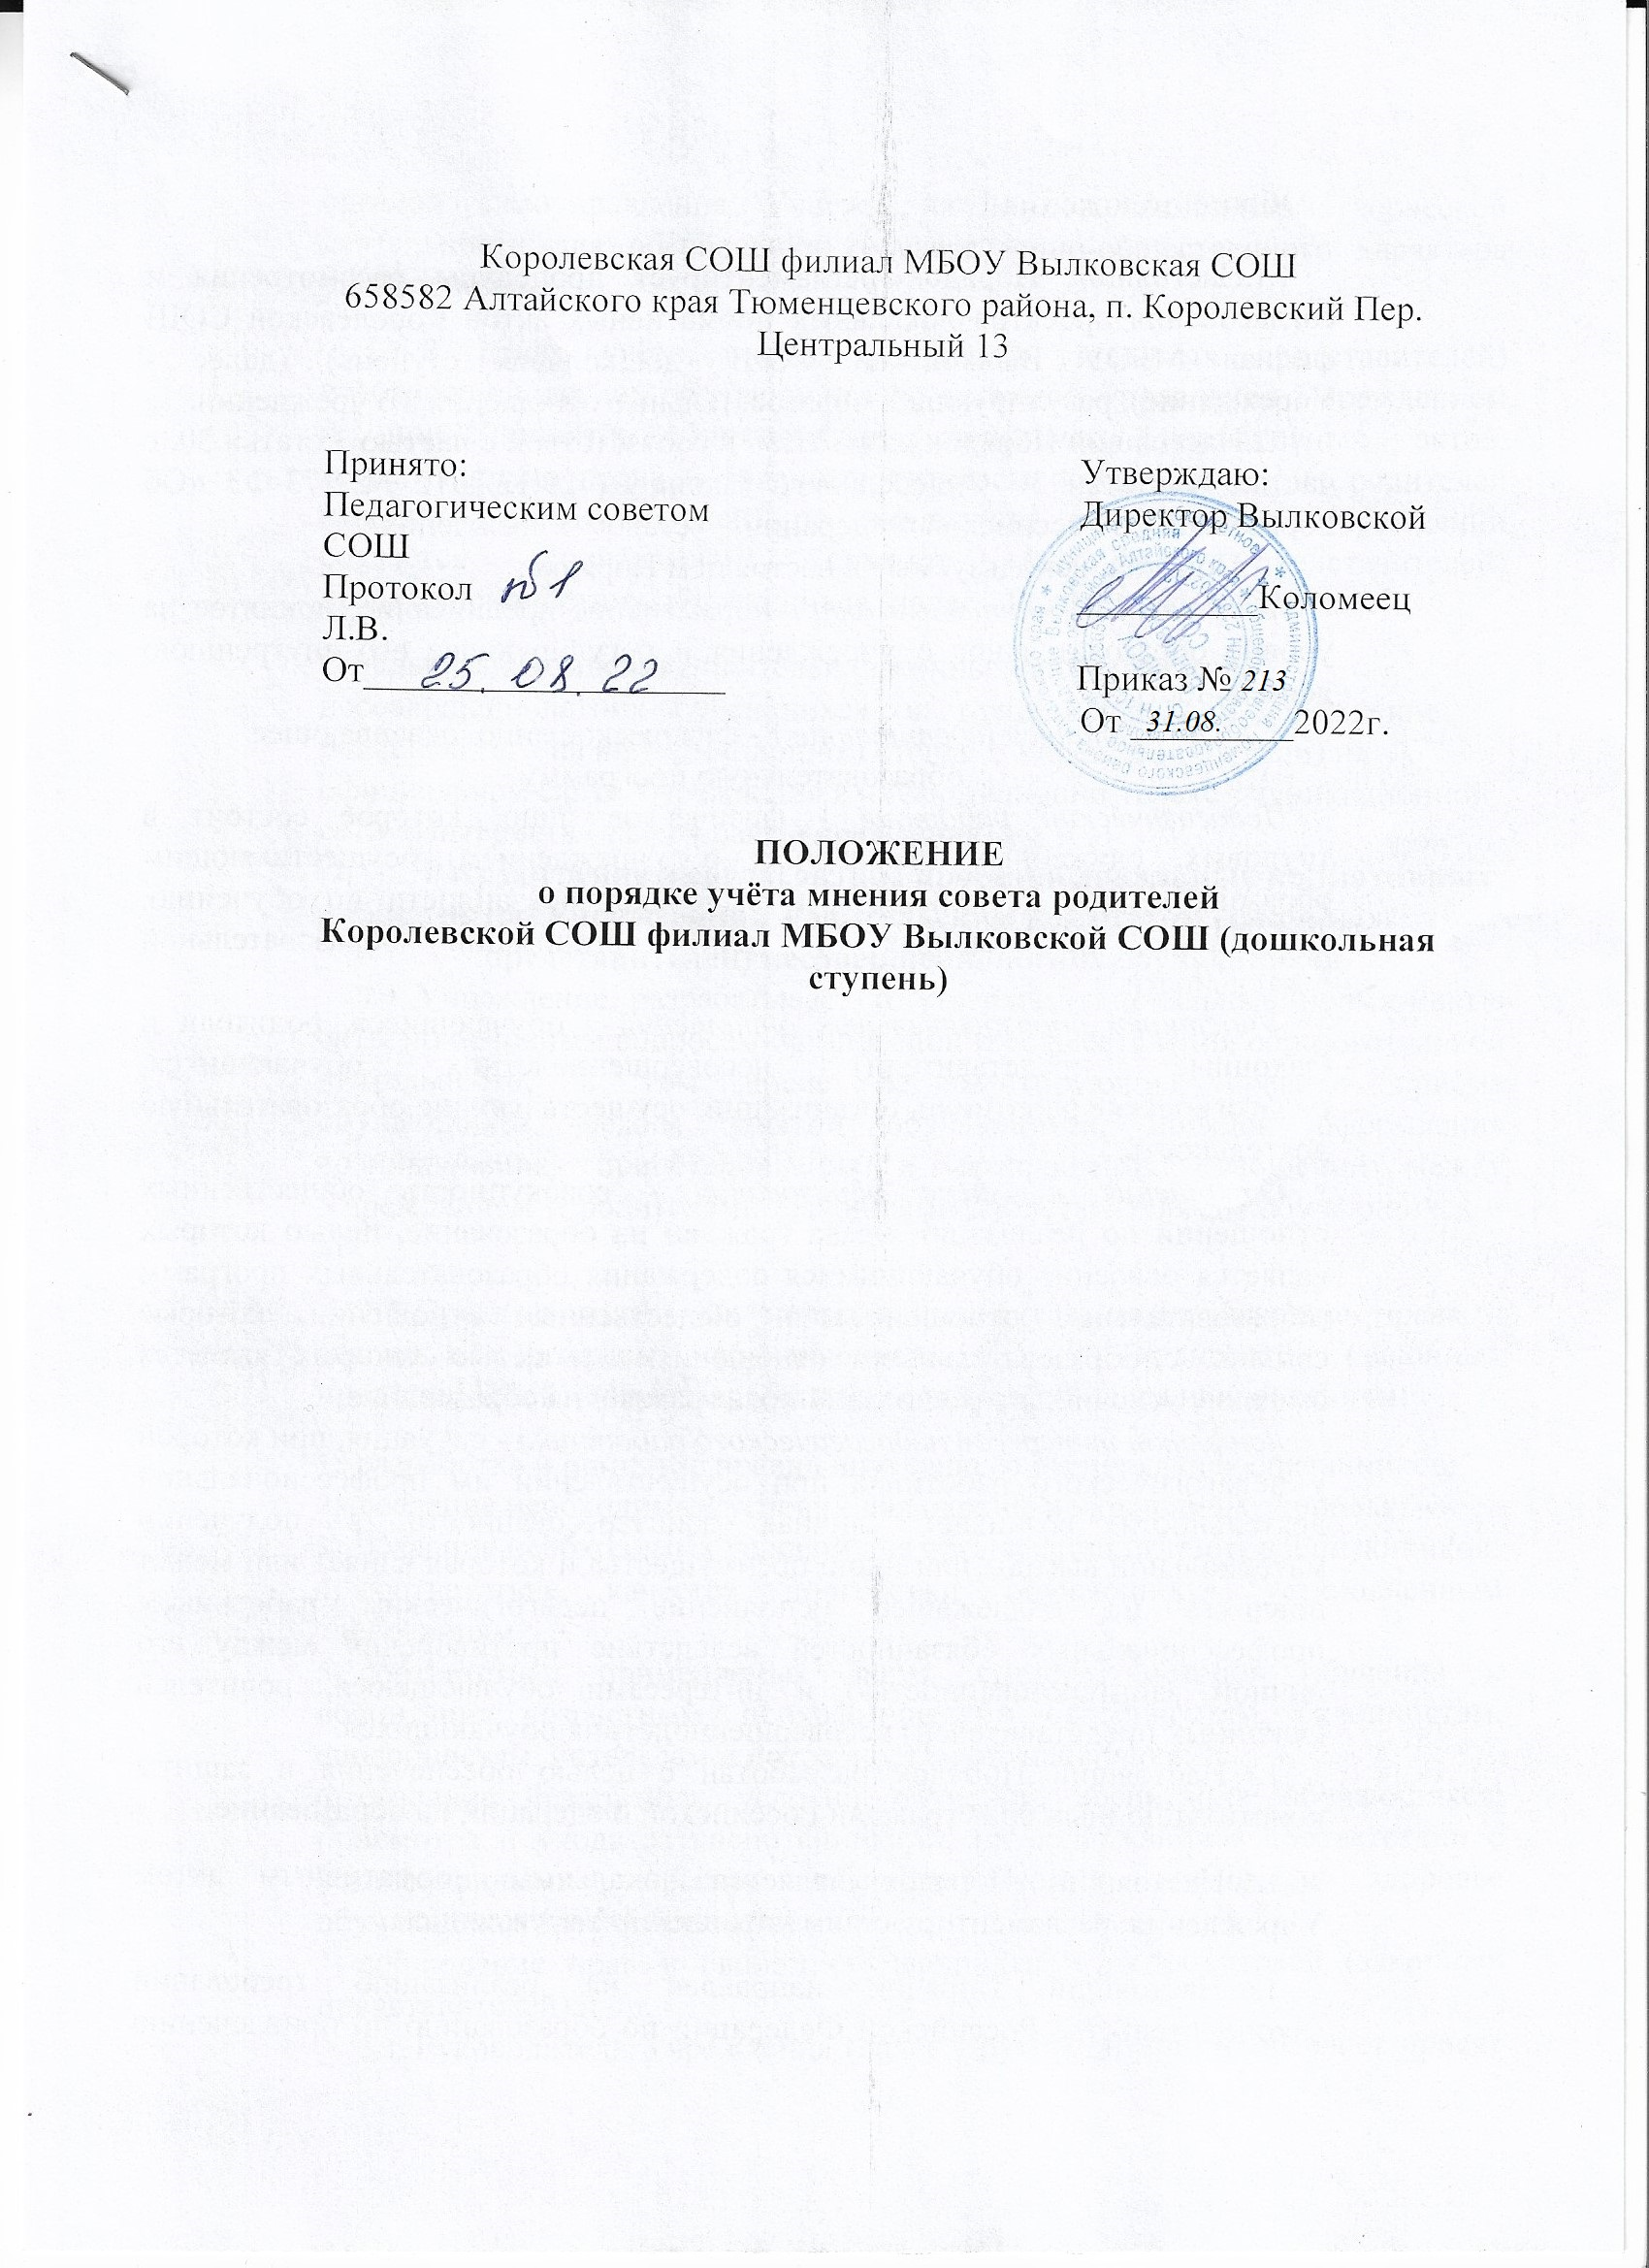 Королевская СОШ филиал МБОУ Вылковская СОШ
658582 Алтайского края Тюменцевского района, п. Королевский Пер.
Центральный 13
Принято:
Педагогическим советом
СОШ
Протокол №1
Л.В.
От 25.08.22
Утверждаю:
Директор Вылковской
Коломеец
Приказ № 213
От 31.08. 2022г.
ПОЛОЖЕНИЕ
о порядке учёта мнения совета родителей
Королевской СОШ филиал МБОУ Вылковской СОШ (дошкольная
ступень)